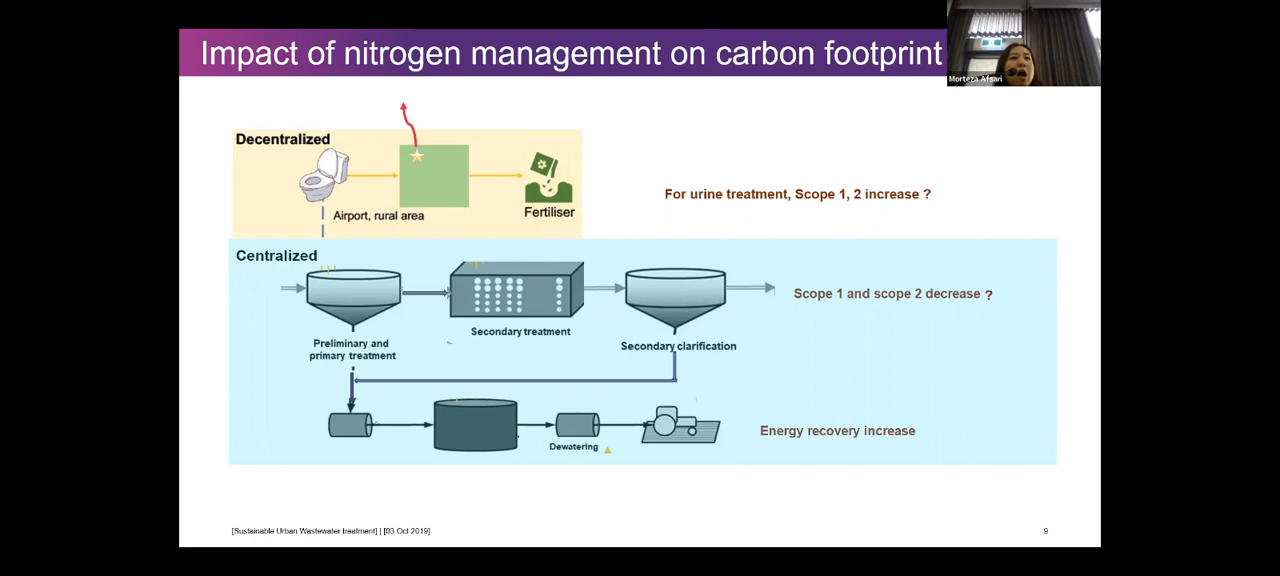 Impact of nitrogen management on carbon footprint
Morteza Afsari
Decentralized
Airport, rural area
Fertiliser
For urine treatment, Scope 1, 2 increase ?
Centralized
Scope 1 and scope 2 decrease ?
Secondary treatment
Preliminary and
primary treatment
Secondary clarification
Energy recovery increase
Dewatering
[Sustainable Urban Wastewater treatment] | [03 Oct 2019]
9